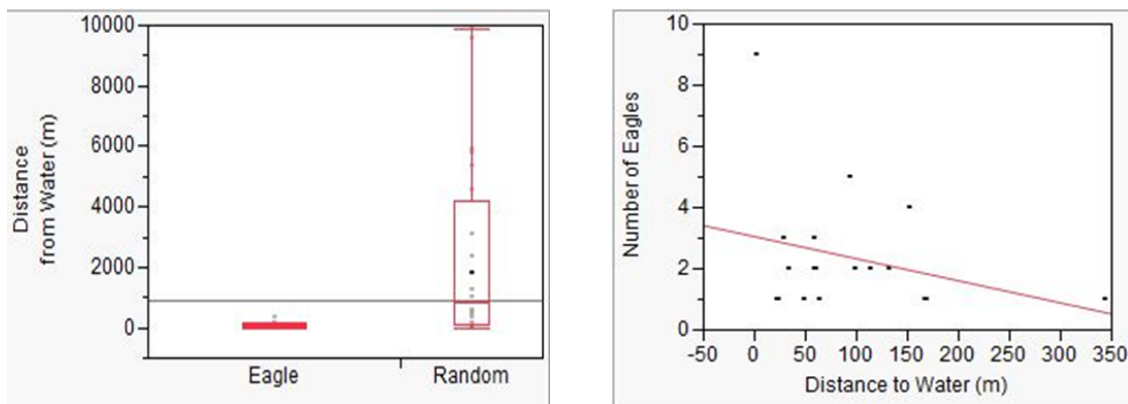 10000
8000
6000
4000
2000
0
Distance
from Water (m)
Eagle
Random
10
8
6
4
2
0
Number of Eagles
-50 0 50 100 150 200 250 300 350
Distance to Water (m)